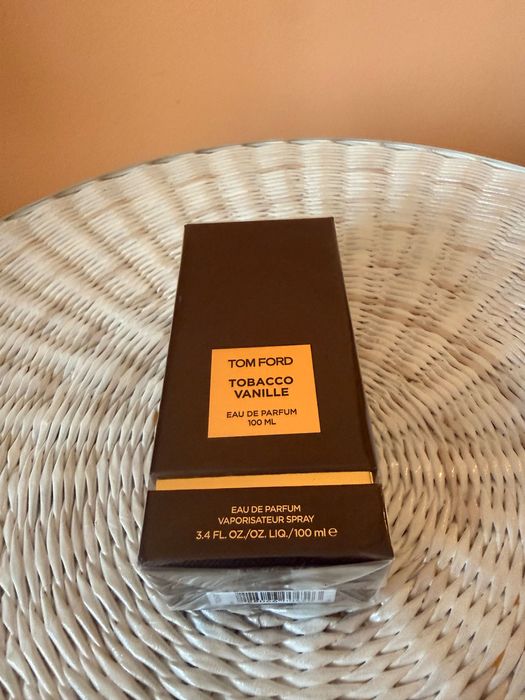 TOM FORD
TOBACCO
VANILLE
EAU DE PARFUM
100 ML
EAU DE PARFUM
VAPORISATEUR SPRAY
3.4 FL. OZ./OZ. LIQ./100 ml ℮